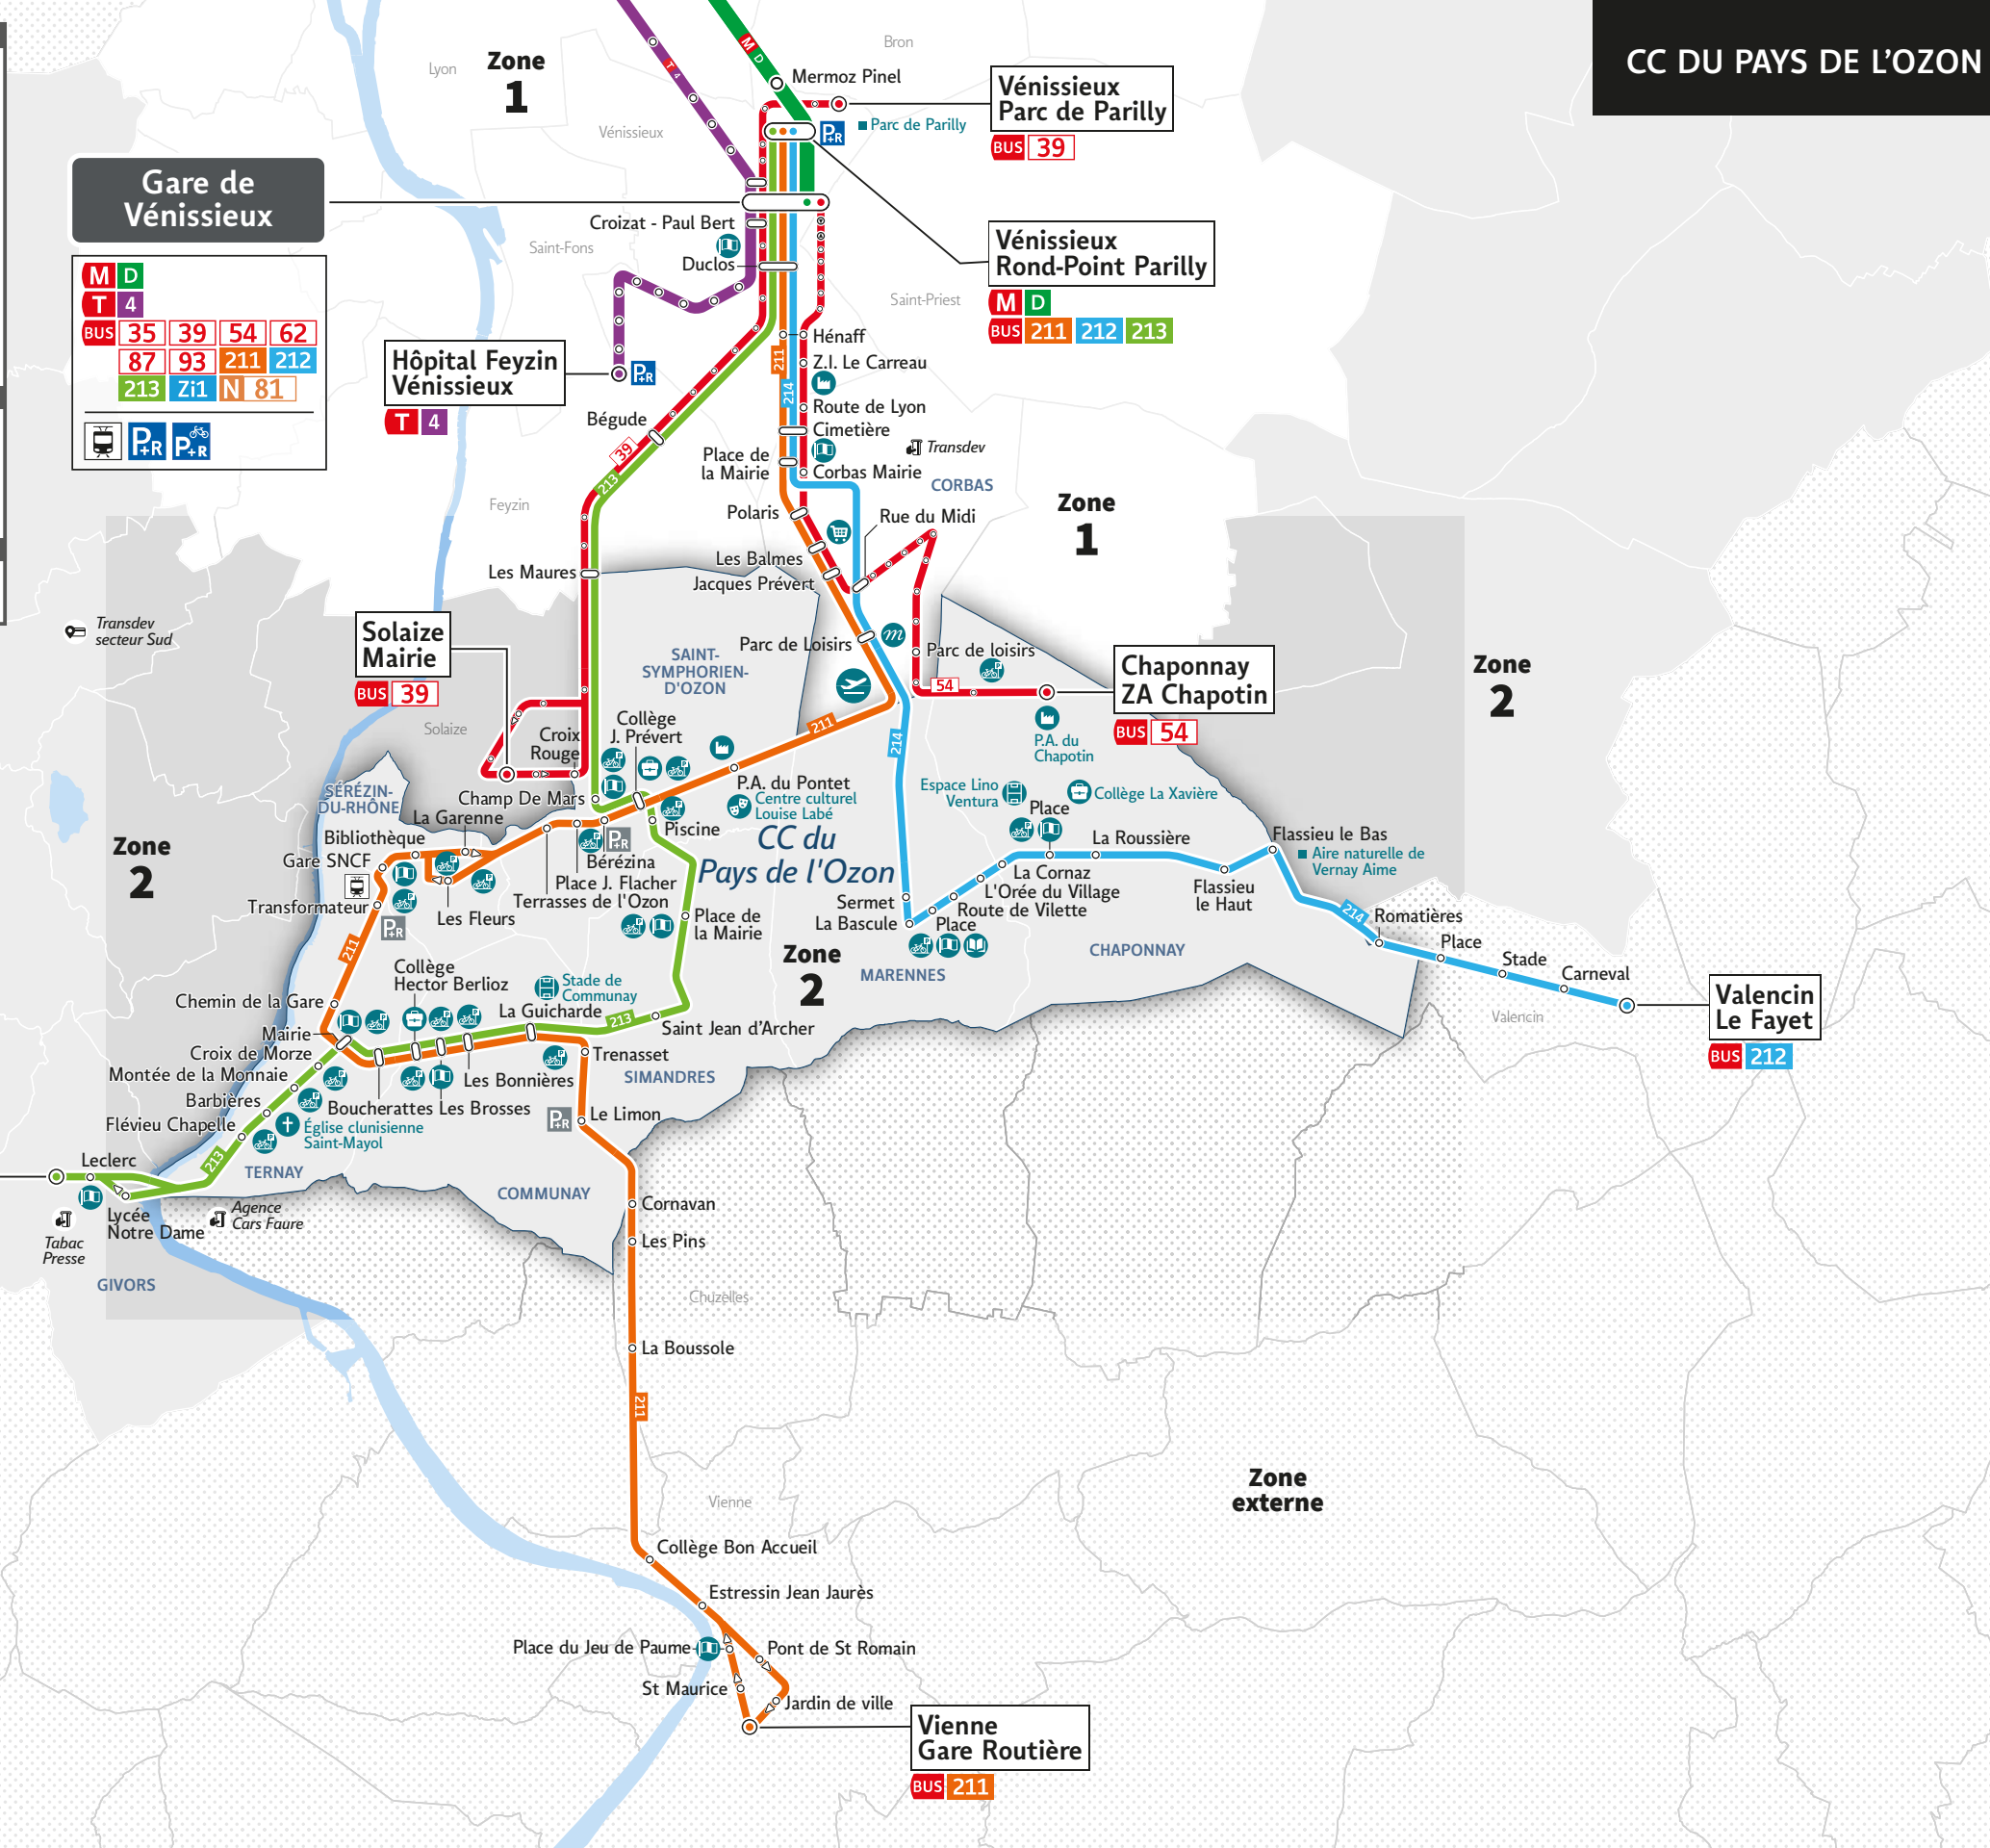 CC DU PAYS DE L'OZON
Lyon
Zone
1
Bron
M D
T 4
Mermoz Pinel
Vénissieux
Parc de Parilly
BUS 39
P+R
Parc de Parilly
Vénissieux
Gare de
Vénissieux
M D
T 4
BUS 35 39 54 62
87 93 211 212
213 Zi1 N 81
P+R P+R
Croizat - Paul Bert
Saint-Fons
Duclos
Vénissieux
Rond-Point Parilly
M D
BUS 211 212 213
Saint-Priest
Hénaff
Z.I. Le Carreau
211
214
Route de Lyon
Cimetière
Hôpital Feyzin
Vénissieux
T 4
P+R
Bégude
39
213
Place de
la Mairie
Corbas Mairie
Transdev
CORBAS
Feyzin
Polaris
Rue du Midi
Zone
1
Les Balmes
Jacques Prévert
Les Maures
Transdev
secteur Sud
Solaize
Mairie
BUS 39
SAINT-
SYMPHORIEN-
D'OZON
Parc de Loisirs
Parc de loisirs
54
Chaponnay
ZA Chapotin
BUS 54
P.A. du
Chapotin
Zone
2
Solaize
Croix
Rouge
Collège
J. Prévert
211
214
P.A. du Pontet
Centre culturel
Louise Labé
Champ De Mars
SÉRÉZIN-
DU-RHÔNE
La Garenne
Bibliothèque
Gare SNCF
Transformateur
P+R
Les Fleurs
Piscine
P+R
Bérézina
Place J. Flacher
Terrasses de l'Ozon
CC du
Pays de l'Ozon
Espace Lino
Ventura
Place
Collège La Xavière
La Roussière
Flassieu le Bas
Aire naturelle de
Vernay Aime
La Cornaz
L'Orée du Village
Route de Vilette
Place
Flassieu
le Haut
Sermet
La Bascule
Zone
2
Place de
la Mairie
Zone
2
MARENNES
CHAPONNAY
214
Romatières
Place
Stade
Carneval
Valencin
Valencin
Le Fayet
BUS 212
211
Collège
Hector Berlioz
Stade de
Communay
La Guicharde
213
Saint Jean d'Archer
Chemin de la Gare
Mairie
Croix de Morze
Montée de la Monnaie
Barbières
Flévieu Chapelle
Trenasset
SIMANDRES
Les Bonnières
Boucherattes
Les Brosses
Église clunisienne
Saint-Mayol
P+R
Le Limon
213
Leclerc
TERNAY
COMMUNAY
Lycée
Notre Dame
Agence
Cars Faure
Tabac
Presse
GIVORS
Cornavan
Les Pins
Chuzelles
La Boussole
211
Zone
externe
Vienne
Collège Bon Accueil
Estressin Jean Jaurès
Place du Jeu de Paume
Pont de St Romain
St Maurice
Jardin de ville
Vienne
Gare Routière
BUS 211